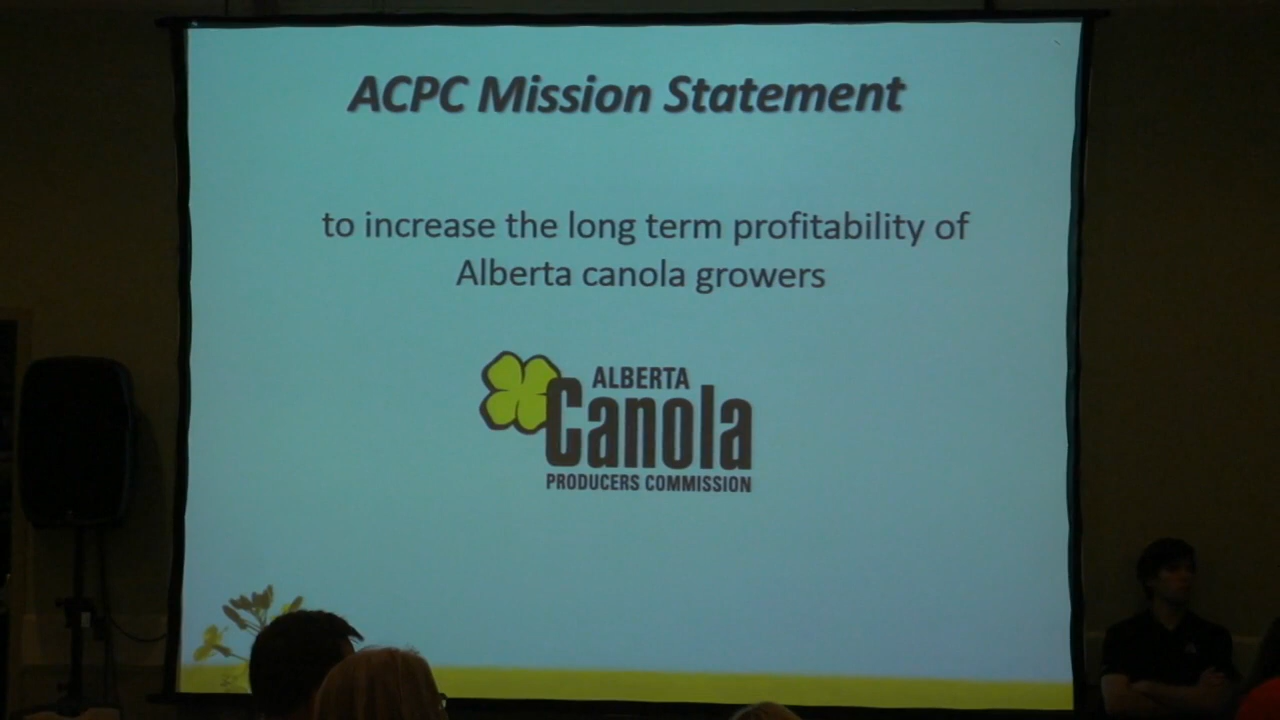 ACPC Mission Statement
to increase the long term profitability of
Alberta canola growers
ALBERTA
Canola
PRODUCERS COMMISSION